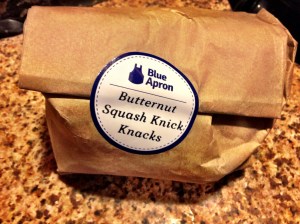 Blue
Apron
Butternut
Squash Knick
Knacks